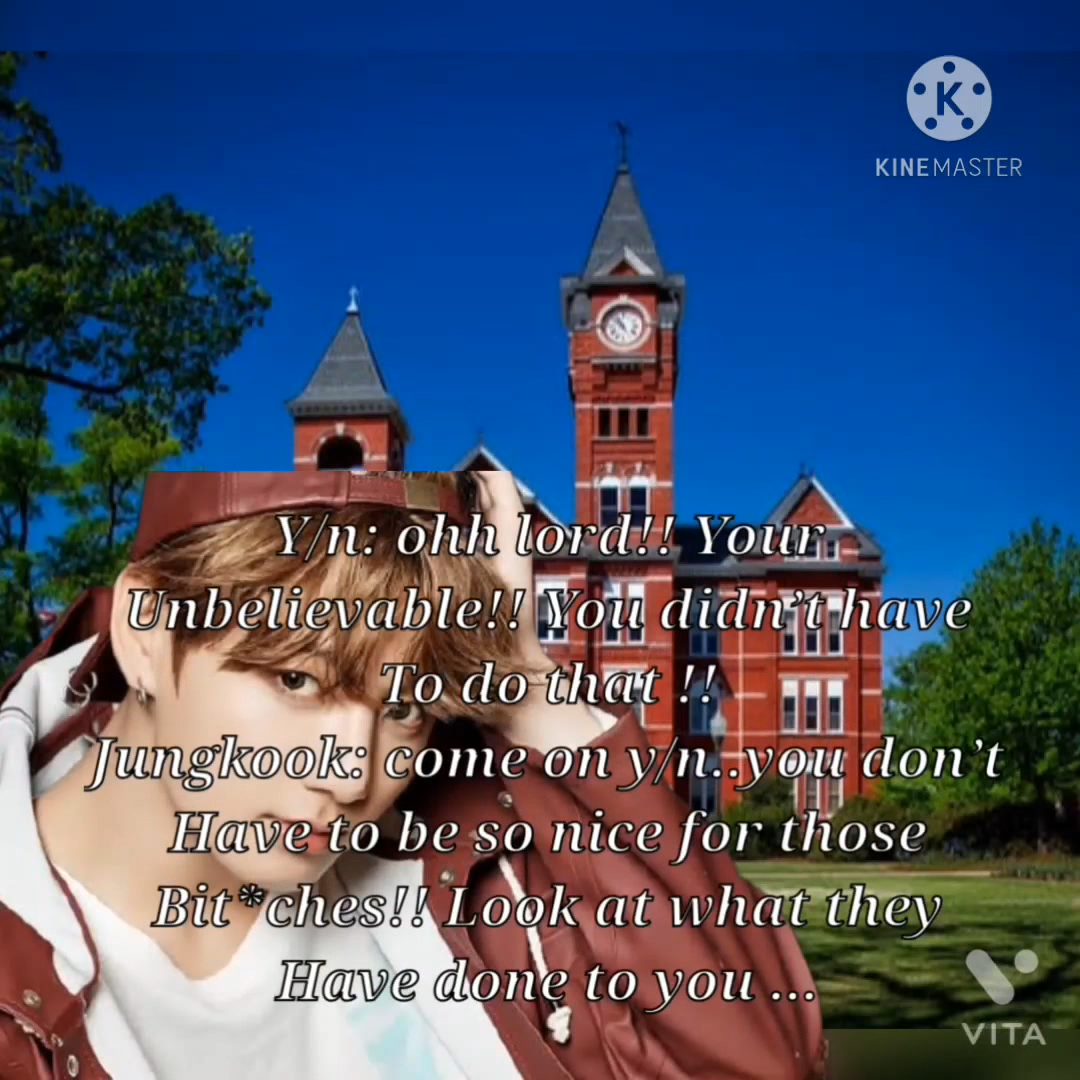 KINEMASTER
Y/n: ohh lord!! Your
Unbelievable!! You didn't have
To do that !!
Jungkook: come on y/n..you don't
Have to be so nice for those
Bit*ches!! Look at what they
Have done to you ...
VITA